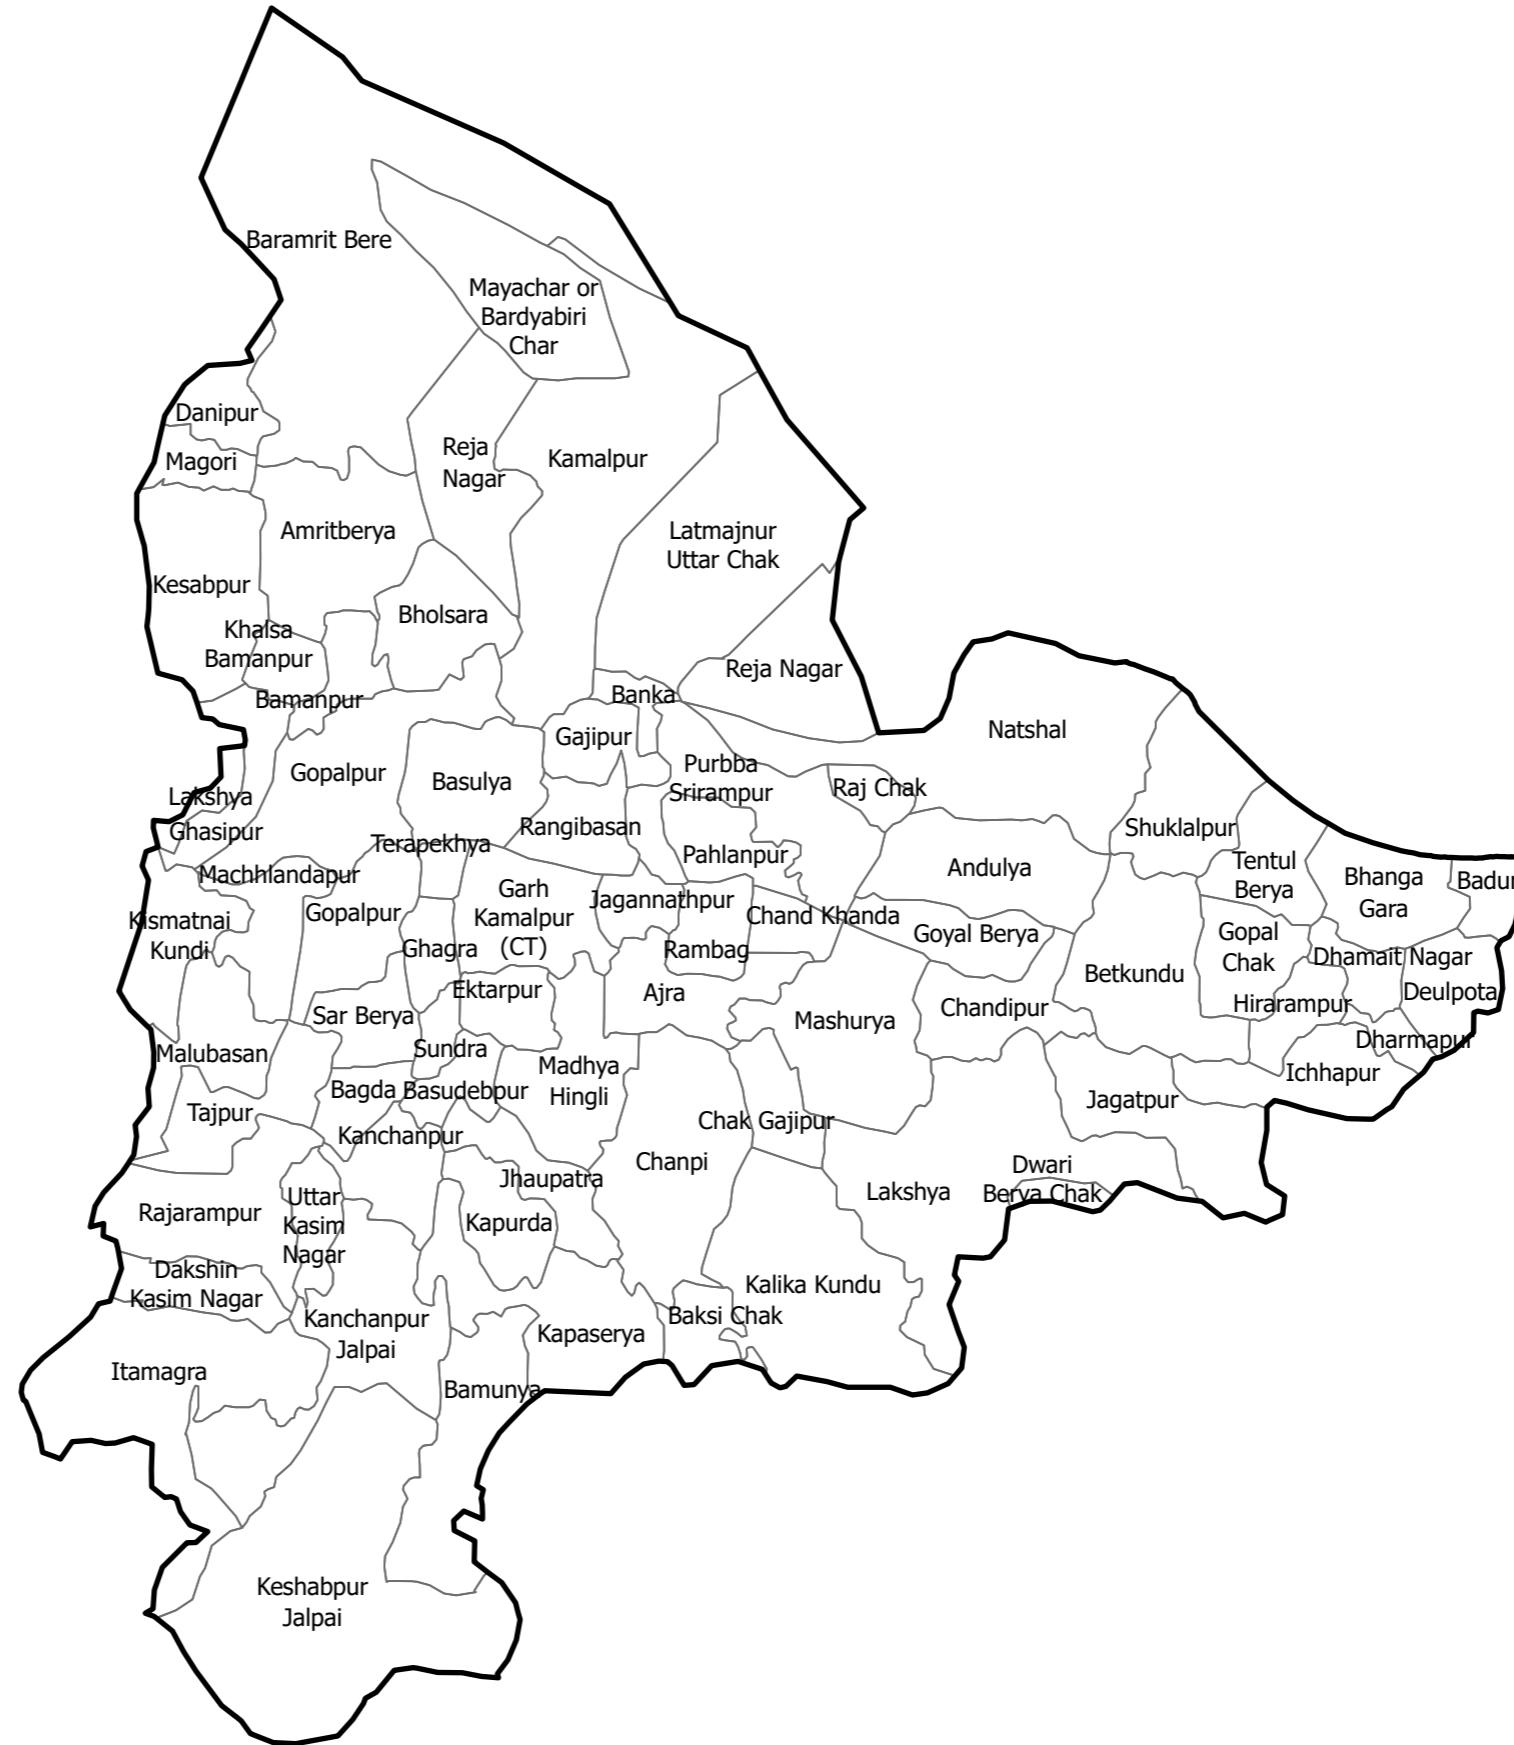 Baramrit Bere
Mayachar or
Bardyabiri
Char
Danipur
Magori
Reja
Nagar
Kamalpur
Amritberya
Latmajnur
Uttar Chak
Kesabpur
Bholsara
Khalsa
Bamanpur
Reja Nagar
Bamanpur
Banka
Natshal
Gajipur
Gopalpur
Basulya
Purbba
Srirampur
Raj Chak
Lakshya
Ghasipur
Rangibasan
Shuklalpur
Terapekhya
Pahlanpur
Andulya
Tentul
Berya
Machhlandapur
Bhanga
Gara
Badur
Garh
Kamalpur
(CT)
Jagannathpur
Gopalpur
Chand Khanda
Kismatnai
Kundi
Goyal Berya
Gopal
Chak
Ghagra
Rambag
Dhamait Nagar
Betkundu
Ektarpur
Ajra
Deulpota
Hirarampur
Chandipur
Sar Berya
Mashurya
Dharmapur
Malubasan
Sundra
Madhya
Hingli
Ichhapur
Bagda
Basudebpur
Jagatpur
Tajpur
Chak Gajipur
Kanchanpur
Chanpi
Dwari
Berya Chak
Jhaupatra
Lakshya
Uttar
Kasim
Nagar
Rajarampur
Kapurda
Dakshin
Kasim Nagar
Kalika Kundu
Kanchanpur
Jalpai
Baksi Chak
Kapaserya
Itamagra
Bamunya
Keshabpur
Jalpai